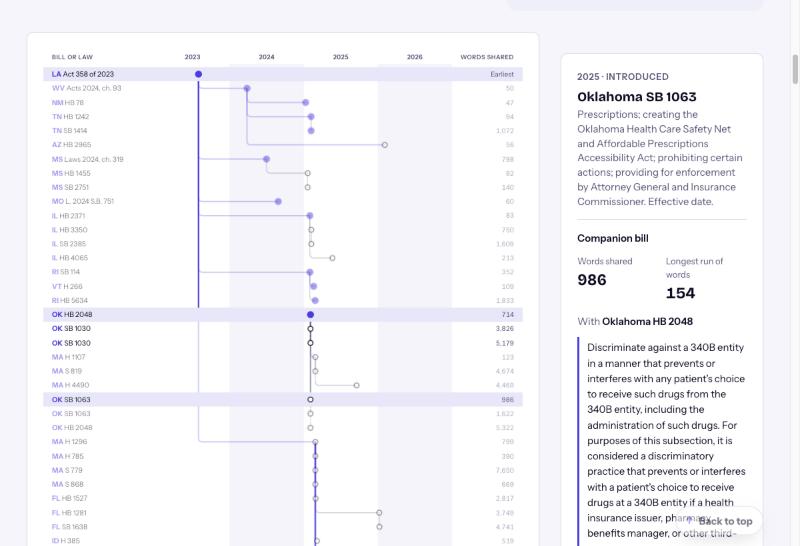 BILL OR LAW 2023 2024 2025 2026 WORDS SHARED
LA Act 358 of 2023 Earliest
WV Acts 2024, ch. 93 50
NM HB 78 47
TN HB 1242 94
TN SB 1414 1,072
AZ HB 2965 56
MS Laws 2024, ch. 319 798
MS HB 1455 82
MS SB 2751 140
MO L. 2024 S.B. 751 60
IL HB 2371 83
IL HB 3350 750
IL SB 2385 1,609
IL HB 4065 213
RI SB 114 352
VT H 266 109
RI HB 5634 1,833
OK HB 2048 714
OK SB 1030 3,826
OK SB 1030 5,179
MA H 1107 123
MA S 819 4,674
MA H 4490 4,469
OK SB 1063 986
OK SB 1063 1,622
OK HB 2048 5,322
MA H 1296 799
MA H 785 390
MA S 779 7,650
MA S 868 669
FL HB 1527 2,817
FL HB 1281 3,749
FL SB 1638 4,741
ID H 385 519
2025 · INTRODUCED
Oklahoma SB 1063
Prescriptions; creating the
Oklahoma Health Care Safety Net
and Affordable Prescriptions
Accessibility Act; prohibiting certain
actions; providing for enforcement
by Attorney General and Insurance
Commissioner. Effective date.
Companion bill
Words shared
986
Longest run of
words
154
With Oklahoma HB 2048
Discriminate against a 340B entity
in a manner that prevents or
interferes with any patient's choice
to receive such drugs from the
340B entity, including the
administration of such drugs. For
purposes of this subsection, it is
considered a discriminatory
practice that prevents or interferes
with a patient's choice to receive
drugs at a 340B entity if a health
insurance issuer, pharmacy
benefits manager, or other third-
↑ Back to top